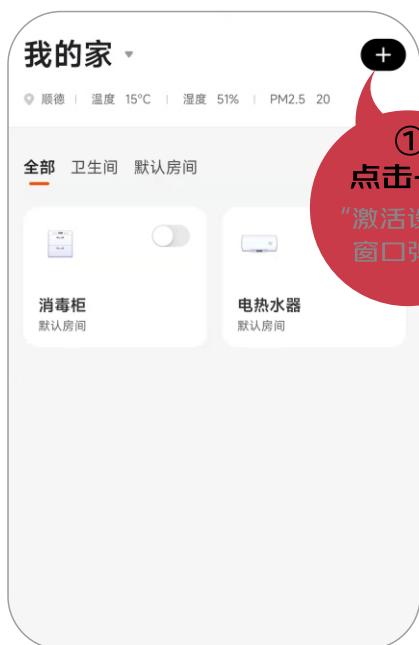 我的家
顺德 温度 15℃ 湿度 51% PM2.5 20
全部 卫生间 默认房间
①
点击
"激活
窗口
消毒柜
默认房间
电热水器
默认房间